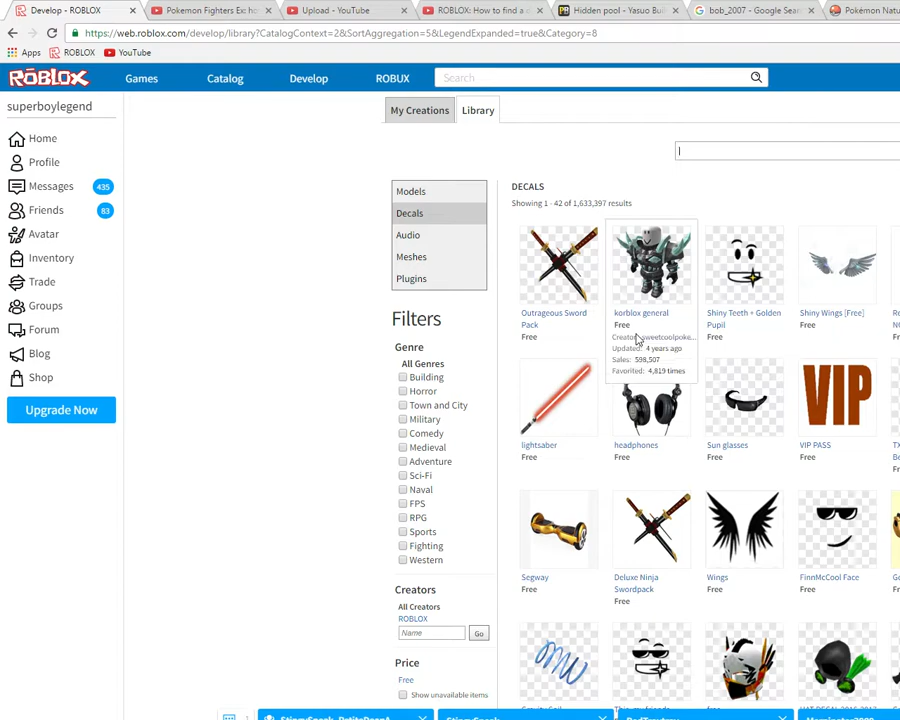 Develop - ROBLOX
Pokemon Fighters Ex: h
Upload - YouTube
ROBLOX: How to find a
Hidden pool - Yasuo Bui
bob_2007 - Google Sea
Pokémon Natu
https://web.roblox.com/develop/library?CatalogContext=2&SortAggregation=5&LegendExpanded=true&Category=8
Apps ROBLOX YouTube
ROBLOX Games Catalog Develop ROBUX Search
superboylegend
Home
Profile
Messages 435
Friends 83
Avatar
Inventory
Trade
Groups
Forum
Blog
Shop
Upgrade Now
My Creations Library
Models
Decals
Audio
Meshes
Plugins
Filters
Genre
All Genres
Building
Horror
Town and City
Military
Comedy
Medieval
Adventure
Sci-Fi
Naval
FPS
RPG
Sports
Fighting
Western
Creators
All Creators
ROBLOX
Name Go
Price
Free
Show unavailable items
DECALS
Showing 1 - 42 of 1,633,397 results
Outrageous Sword
Pack
Free
korblox general
Free
Creator: sweetcoolpoke...
Updated: 4 years ago
Sales: 598,507
Favorited: 4,819 times
Shiny Teeth + Golden
Pupil
Free
Shiny Wings [Free]
Free
lightsaber
Free
headphones
Free
Sun glasses
Free
VIP
VIP PASS
Free
Segway
Free
Deluxe Ninja
Swordpack
Free
Wings
Free
FinnMcCool Face
Free